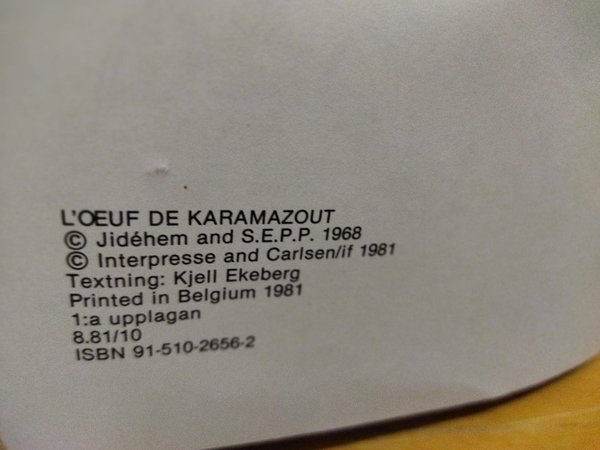 L'OEUF DE KARAMAZOUT
© Jidéhem and S.E.P.P. 1968
© Interpresse and Carlsen/if 1981
Textning: Kjell Ekeberg
Printed in Belgium 1981
1:a upplagan
8.81/10
ISBN 91-510-2656-2